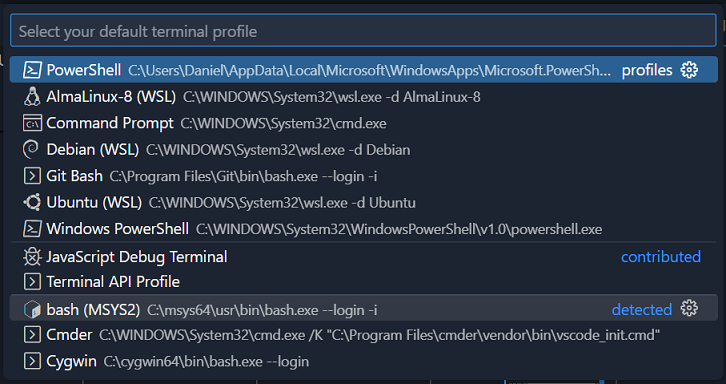 Select your default terminal profile
PowerShell C:\Users\Daniel\AppData\Local\Microsoft\WindowsApps\Microsoft.PowerSh... profiles
AlmaLinux-8 (WSL) C:\WINDOWS\System32\wsl.exe -d AlmaLinux-8
Command Prompt C:\WINDOWS\System32\cmd.exe
Debian (WSL) C:\WINDOWS\System32\wsl.exe -d Debian
Git Bash C:\Program Files\Git\bin\bash.exe --login -i
Ubuntu (WSL) C:\WINDOWS\System32\wsl.exe -d Ubuntu
Windows PowerShell C:\WINDOWS\System32\WindowsPowerShell\v1.0\powershell.exe
JavaScript Debug Terminal contributed
Terminal API Profile
bash (MSYS2) C:\msys64\usr\bin\bash.exe --login -i detected
Cmder C:\WINDOWS\System32\cmd.exe /K "C:\Program Files\cmder\vendor\bin\vscode_init.cmd"
Cygwin C:\cygwin64\bin\bash.exe --login